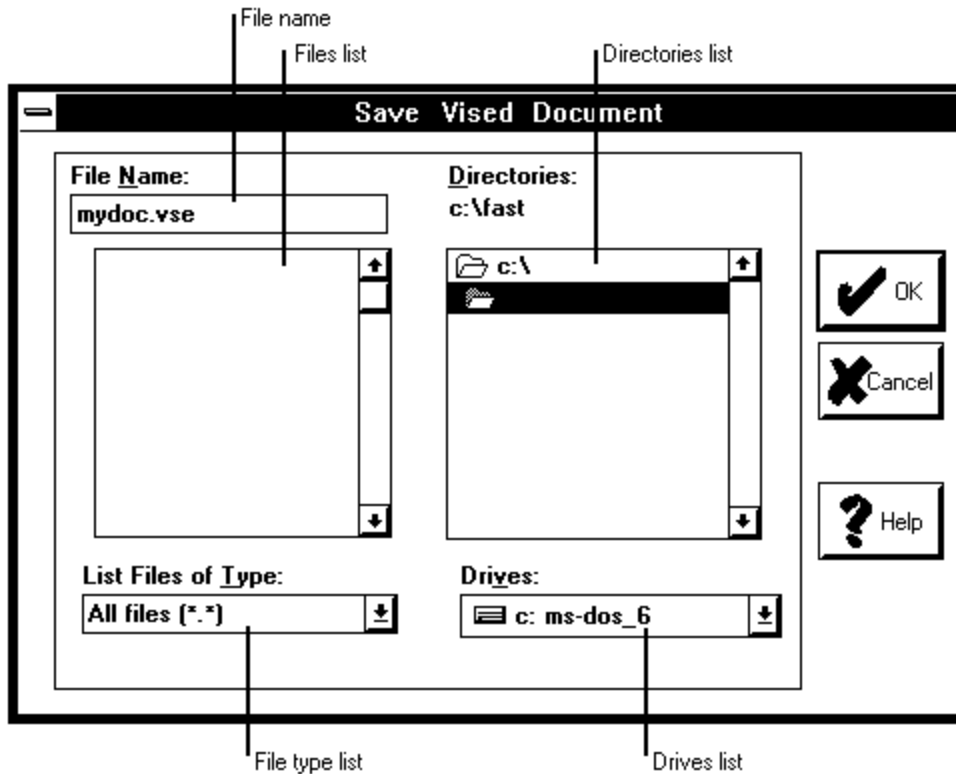 File name
Files list
Directories list
Save Vised Document
File Name:
mydoc.vse
Directories:
c:\fast
c:\
OK
Cancel
Help
List Files of Type:
All files (*.*)
Drives:
c: ms-dos_6
File type list
Drives list